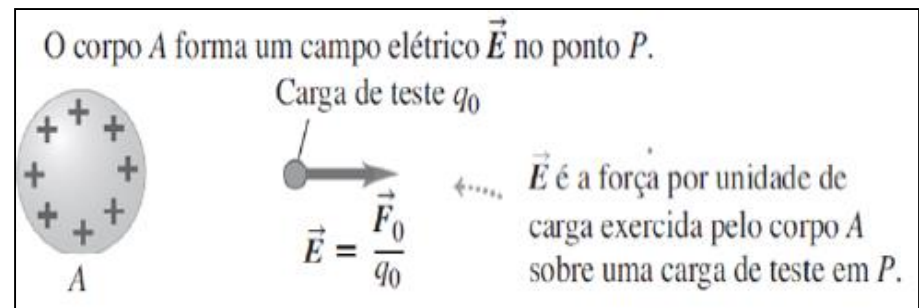 O corpo A forma um campo elétrico E⃗ no ponto P.
Carga de teste q₀
+ + + + + + + +
A
E⃗ = F⃗₀ / q₀
E⃗ é a força por unidade de
carga exercida pelo corpo A
sobre uma carga de teste em P.